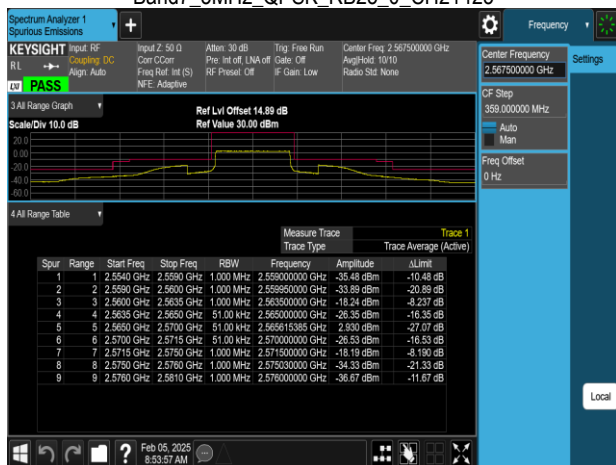 Spectrum Analyzer 1
Spurious Emissions
Frequency
KEYSIGHT
RL
PASS
Input: RF
Coupling: DC
Align: Auto
Input Z: 50 Ω
Corr CCorr
Freq Ref: Int (S)
NFE: Adaptive
Atten: 30 dB
Pre: Int off, LNA off
RF Preset: Off
Trig: Free Run
Gate: Off
IF Gain: Low
Center Freq: 2.567500000 GHz
Avg|Hold: 10/10
Radio Std: None
Center Frequency
2.567500000 GHz
Settings
CF Step
359.000000 MHz
Auto
Man
Freq Offset
0 Hz
3 All Range Graph
Scale/Div 10.0 dB
Ref Lvl Offset 14.89 dB
Ref Value 30.00 dBm
20.0
0.00
-20.0
-40.0
-60.0
4 All Range Table
Measure Trace Trace 1
Trace Type Trace Average (Active)
Spur Range Start Freq Stop Freq RBW Frequency Amplitude ΔLimit
1 1 2.5540 GHz 2.5590 GHz 1.000 MHz 2.559000000 GHz -35.48 dBm -10.48 dB
2 2 2.5590 GHz 2.5600 GHz 1.000 MHz 2.559950000 GHz -33.89 dBm -20.89 dB
3 3 2.5600 GHz 2.5635 GHz 1.000 MHz 2.563500000 GHz -18.24 dBm -8.237 dB
4 4 2.5635 GHz 2.5650 GHz 51.00 kHz 2.565000000 GHz -26.35 dBm -16.35 dB
5 5 2.5650 GHz 2.5700 GHz 51.00 kHz 2.565615385 GHz 2.930 dBm -27.07 dB
6 6 2.5700 GHz 2.5715 GHz 51.00 kHz 2.570000000 GHz -26.53 dBm -16.53 dB
7 7 2.5715 GHz 2.5750 GHz 1.000 MHz 2.571500000 GHz -18.19 dBm -8.190 dB
8 8 2.5750 GHz 2.5760 GHz 1.000 MHz 2.575030000 GHz -34.33 dBm -21.33 dB
9 9 2.5760 GHz 2.5810 GHz 1.000 MHz 2.576000000 GHz -36.67 dBm -11.67 dB
Local
Feb 05, 2025
8:53:57 AM